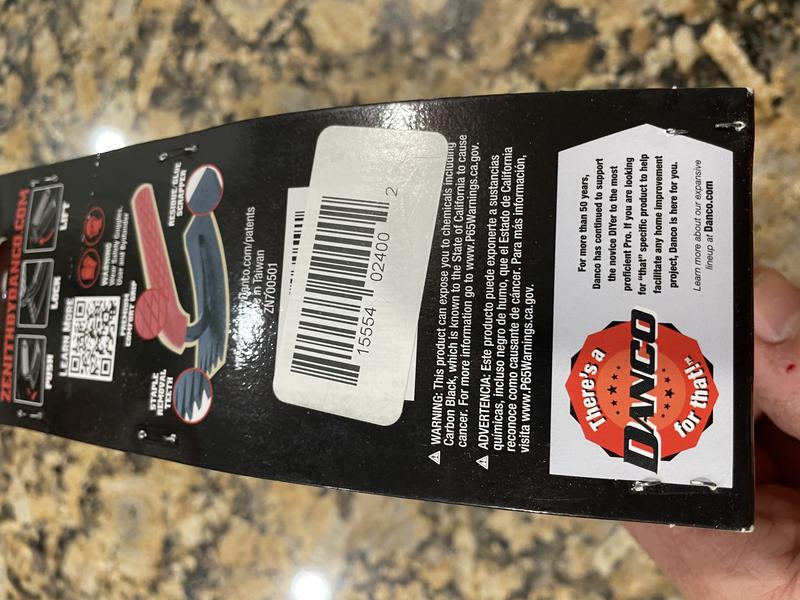 ZENITHBYDANCO.COM
PUSH
LOCK
LIFT
LEARN MORE
WARNING
PREMIUM
COMFORT GRIP
RESIDUE/GLUE
SCRAPPER
STAPLE
REMOVAL
TEETH
Danco.com/patents
in Taiwan
ZN700501
15554 02400 2
WARNING: This product can expose you to chemicals including
Carbon Black, which is known to the State of California to cause
cancer. For more information go to www.P65Warnings.ca.gov.
ADVERTENCIA: Este producto puede exponerte a sustancias
químicas, incluso negro de humo, que el Estado de California
reconoce como causante de cáncer. Para más información,
visita www.P65Warnings.ca.gov.
There's a
DANCO
for that!
For more than 50 years,
Danco has continued to support
the novice DIYer to the most
proficient Pro. If you are looking
for "that" specific product to help
facilitate any home improvement
project, Danco is here for you.
Learn more about our expansive
lineup at Danco.com